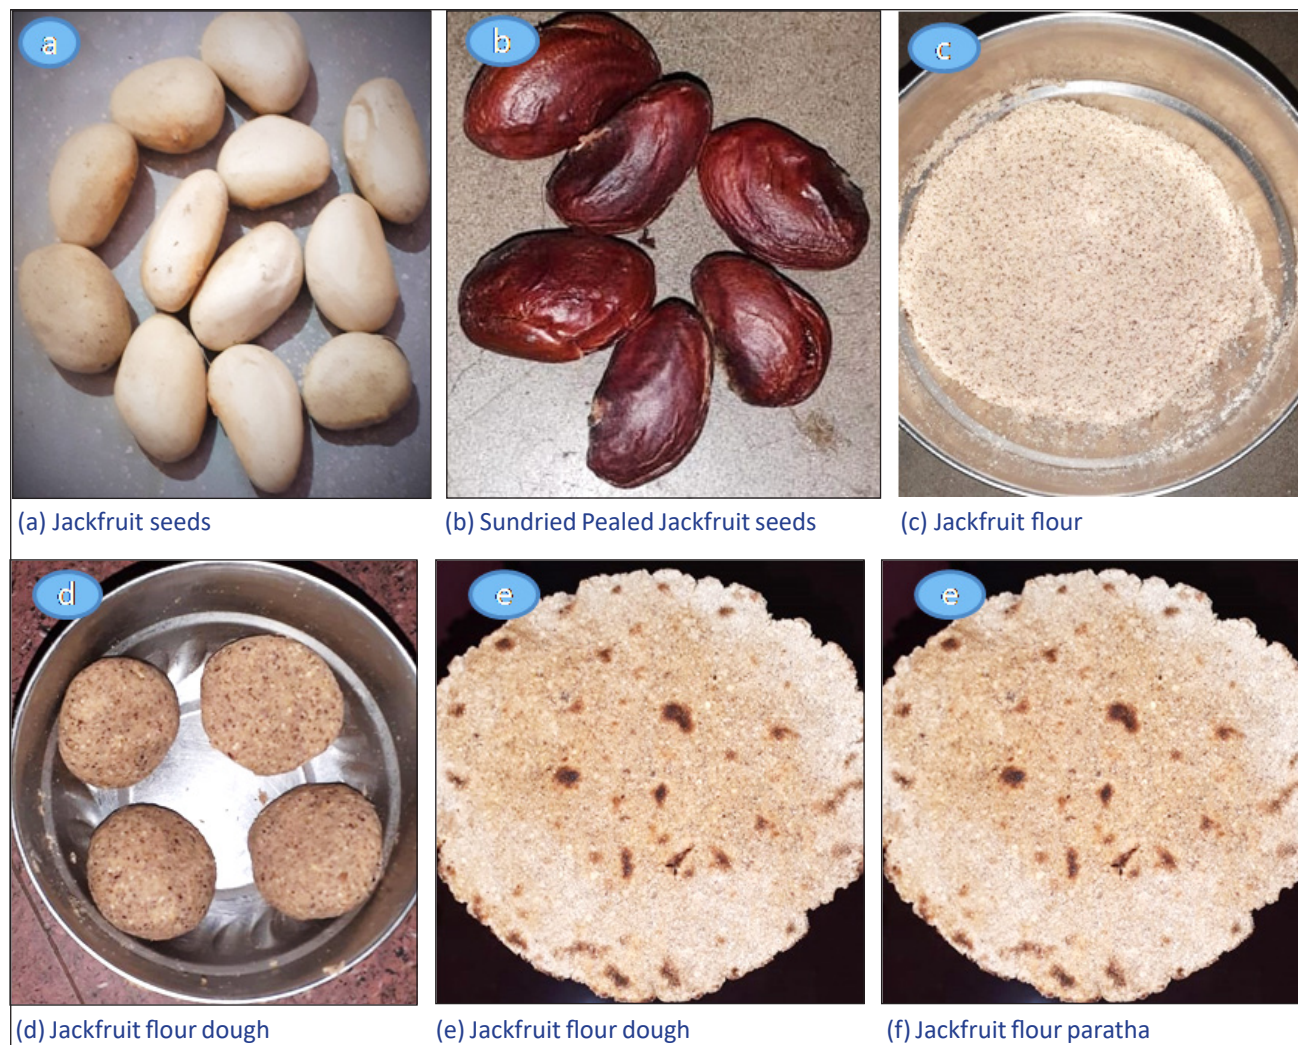 a
b
c
(a) Jackfruit seeds
(b) Sundried Pealed Jackfruit seeds
(c) Jackfruit flour
d
e
e
(d) Jackfruit flour dough
(e) Jackfruit flour dough
(f) Jackfruit flour paratha